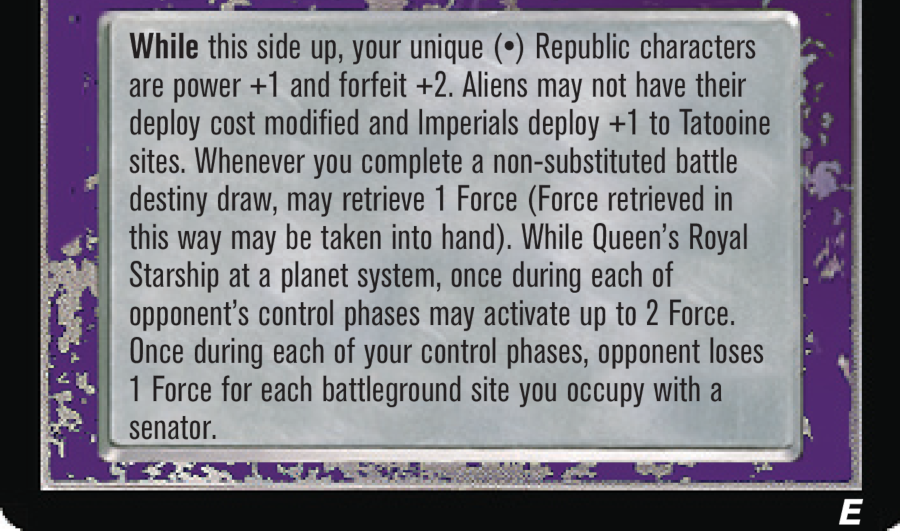 While this side up, your unique (•) Republic characters
are power +1 and forfeit +2. Aliens may not have their
deploy cost modified and Imperials deploy +1 to Tatooine
sites. Whenever you complete a non-substituted battle
destiny draw, may retrieve 1 Force (Force retrieved in
this way may be taken into hand). While Queen's Royal
Starship at a planet system, once during each of
opponent's control phases may activate up to 2 Force.
Once during each of your control phases, opponent loses
1 Force for each battleground site you occupy with a
senator.
E